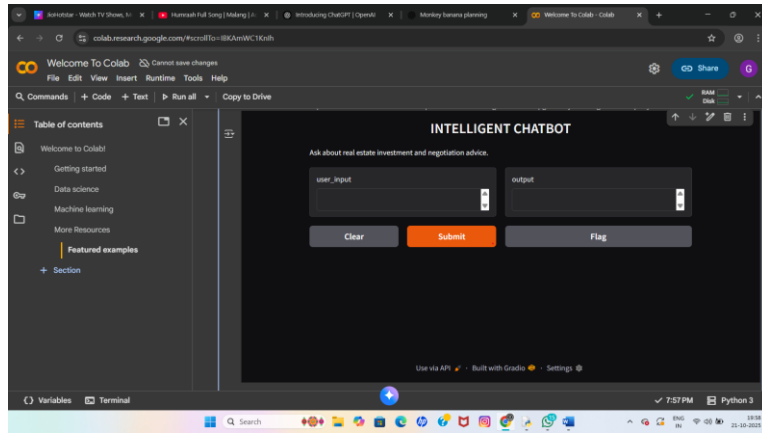 JioHotstar - Watch TV Shows, M
Humraah Full Song | Malang |
Introducing ChatGPT | OpenAI
Monkey banana planning
Welcome To Colab - Colab
colab.research.google.com/#scrollTo=
Welcome To Colab Cannot save changes
File Edit View Insert Runtime Tools Help
Share
G
Commands + Code + Text Run all Copy to Drive
RAM
Disk
Table of contents
Welcome to Colab!
Getting started
Data science
Machine learning
More Resources
Featured examples
+ Section
INTELLIGENT CHATBOT
Ask about real estate investment and negotiation advice.
user_input
output
Clear
Submit
Flag
Use via API · Built with Gradio · Settings
Variables Terminal
7:57 PM Python 3
Search
ENG
IN
19:58
21-10-2025